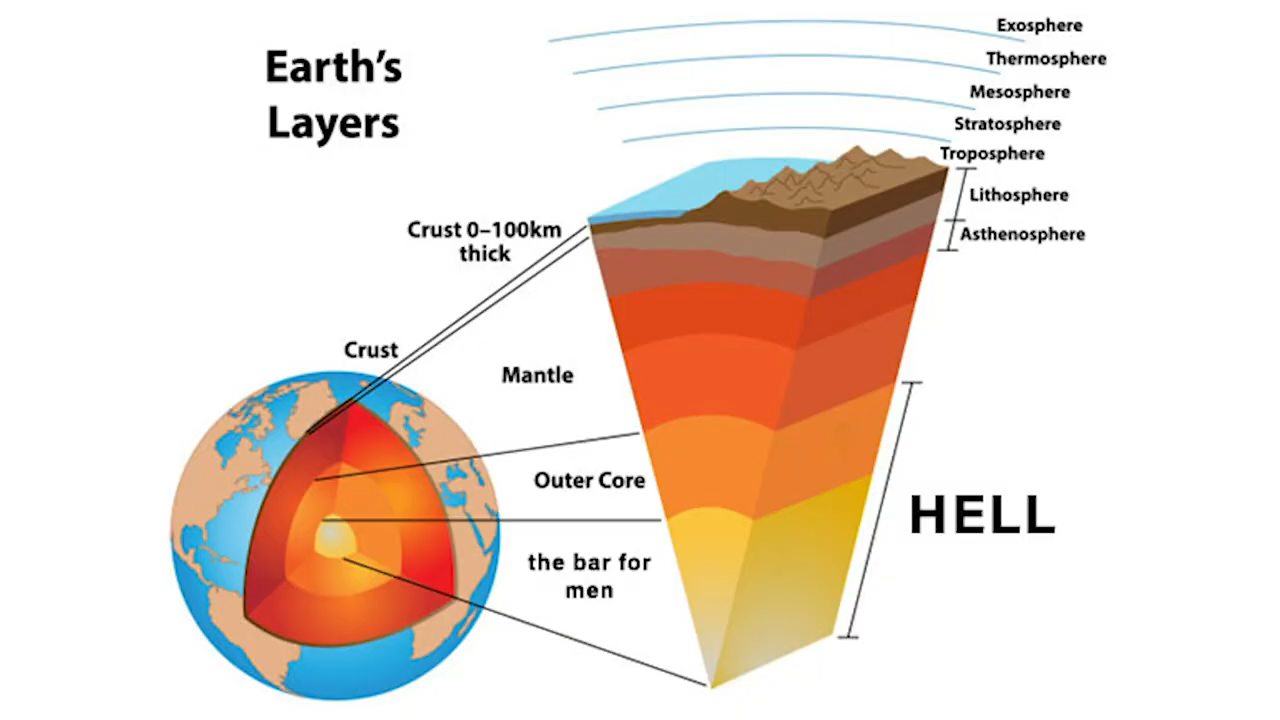 Earth's
Layers
Exosphere
Thermosphere
Mesosphere
Stratosphere
Troposphere
Lithosphere
Asthenosphere
Crust 0–100km
thick
Crust
Mantle
Outer Core
the bar for
men
HELL